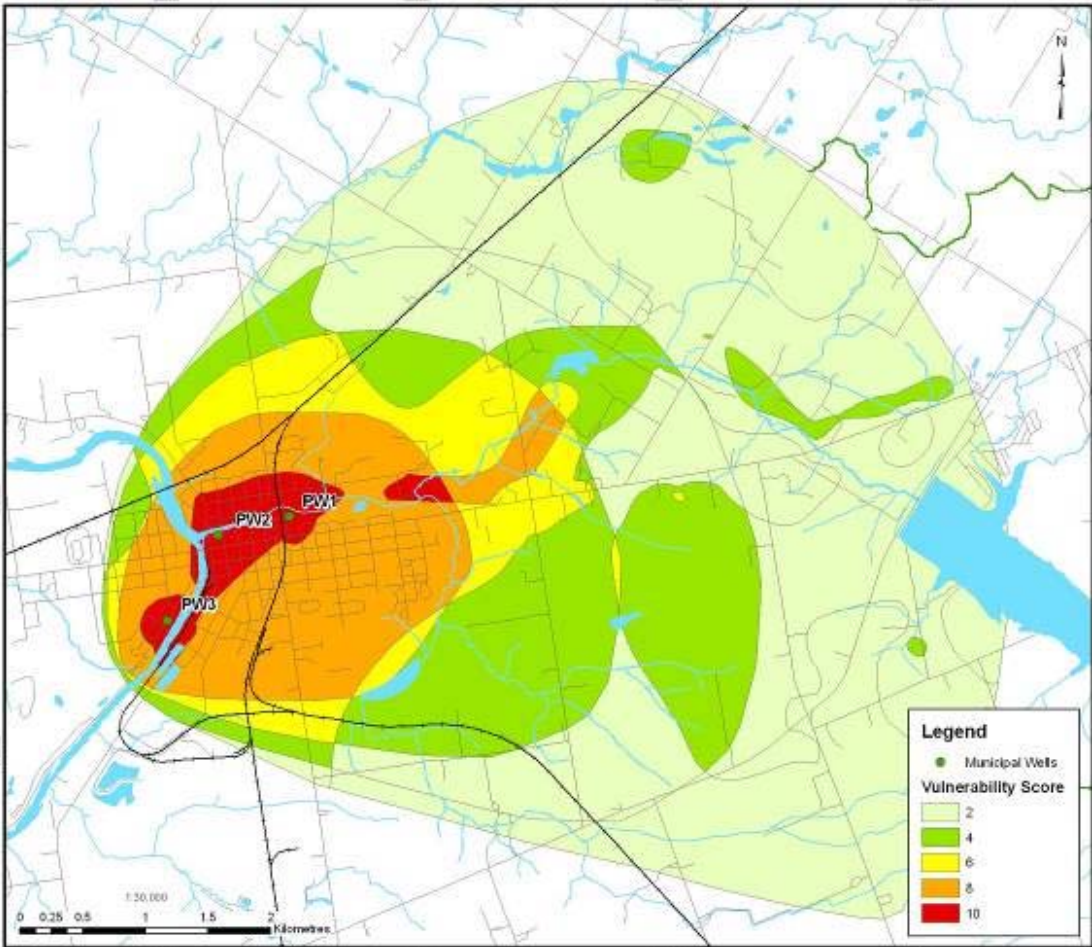 N
PW1
PW2
PW3
Legend
Municipal Wells
Vulnerability Score
2
4
6
8
10
1:30,000
0 0.25 0.5 1 1.5 2
Kilometres